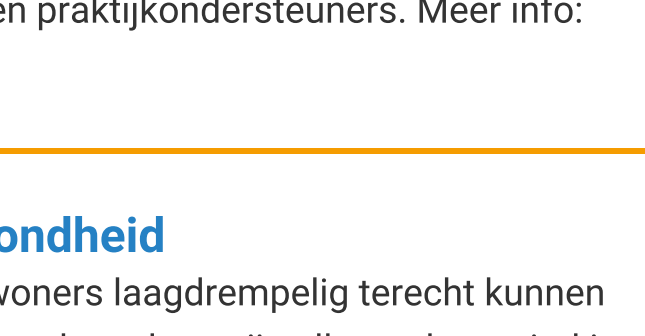 en praktijkondersteuners. Meer info:
ondheid
woners laagdrempelig terecht kunnen